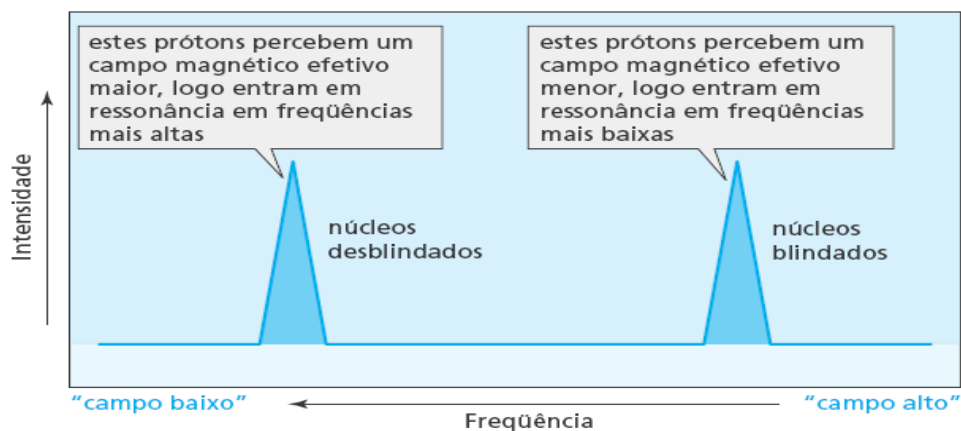 estes prótons percebem um
campo magnético efetivo
maior, logo entram em
ressonância em freqüências
mais altas
estes prótons percebem um
campo magnético efetivo
menor, logo entram em
ressonância em freqüências
mais baixas
Intensidade
núcleos
desblindados
núcleos
blindados
“campo baixo”
Freqüência
“campo alto”